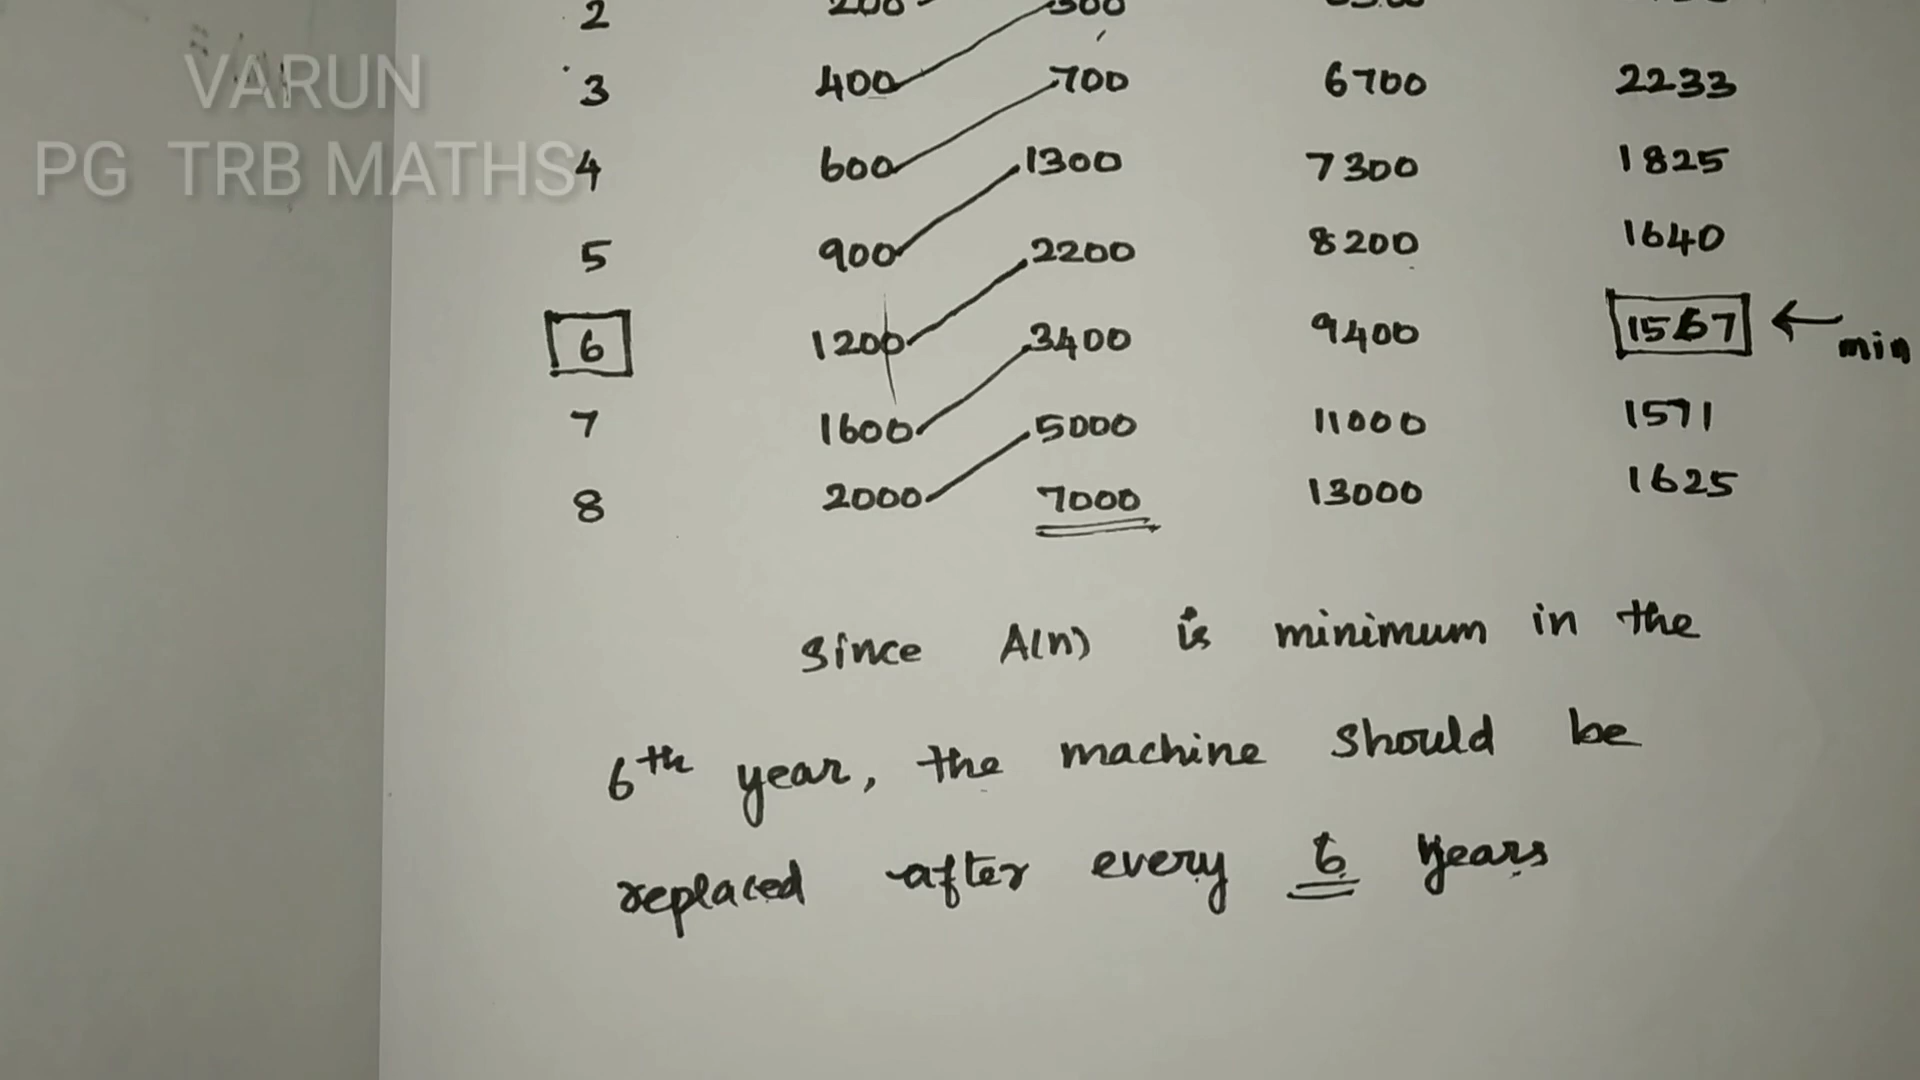 VARUN
PG TRB MATHS
2 200 300
3 400 700 6700 2233
4 600 1300 7300 1825
5 900 2200 8200 1640
6 1200 3400 9400 1567 min
7 1600 5000 11000 1571
8 2000 7000 13000 1625
Since A(n) is minimum in the
6th year, the machine should be
replaced after every 6 years